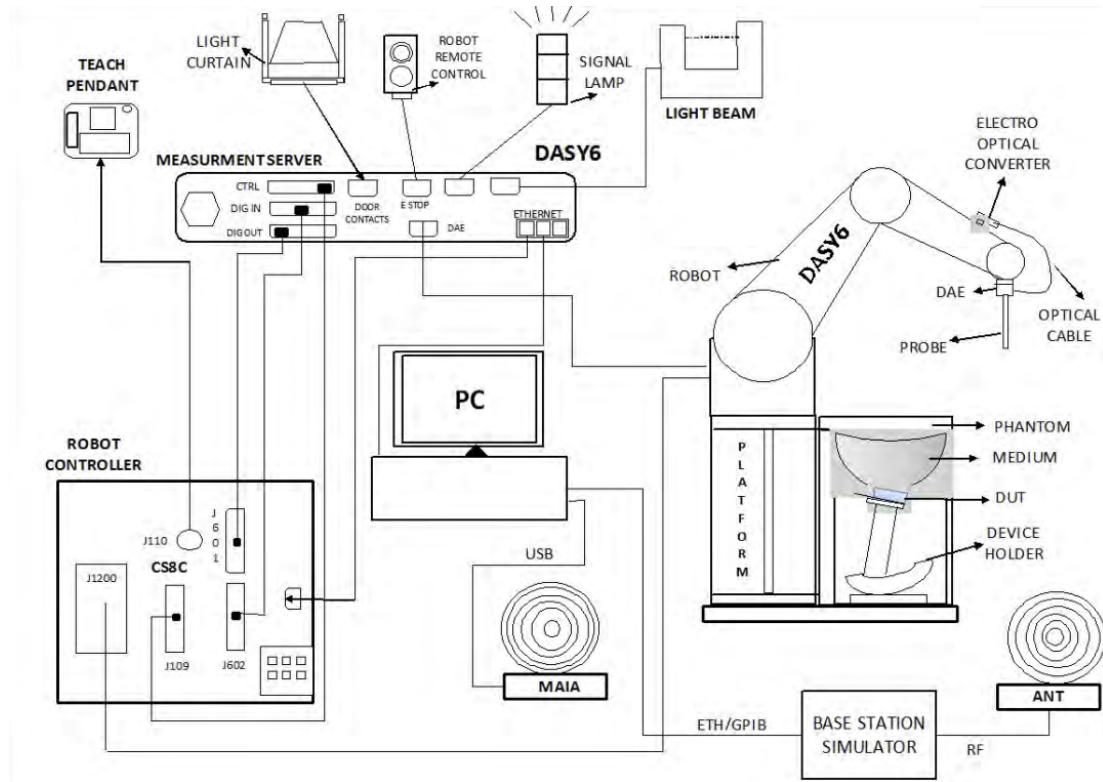 LIGHT
CURTAIN
ROBOT
REMOTE
CONTROL
SIGNAL
LAMP
LIGHT BEAM
TEACH
PENDANT
MEASURMENT SERVER
DASY6
CTRL
DIG IN
DIG OUT
DOOR
CONTACTS
E STOP
DAE
ETHERNET
ELECTRO
OPTICAL
CONVERTER
ROBOT
DASY6
DAE
OPTICAL
CABLE
PROBE
PC
PLATFORM
PHANTOM
MEDIUM
DUT
DEVICE
HOLDER
ROBOT
CONTROLLER
J110
J601
CS8C
J1200
J109
J602
USB
MAIA
ETH/GPIB
BASE STATION
SIMULATOR
RF
ANT